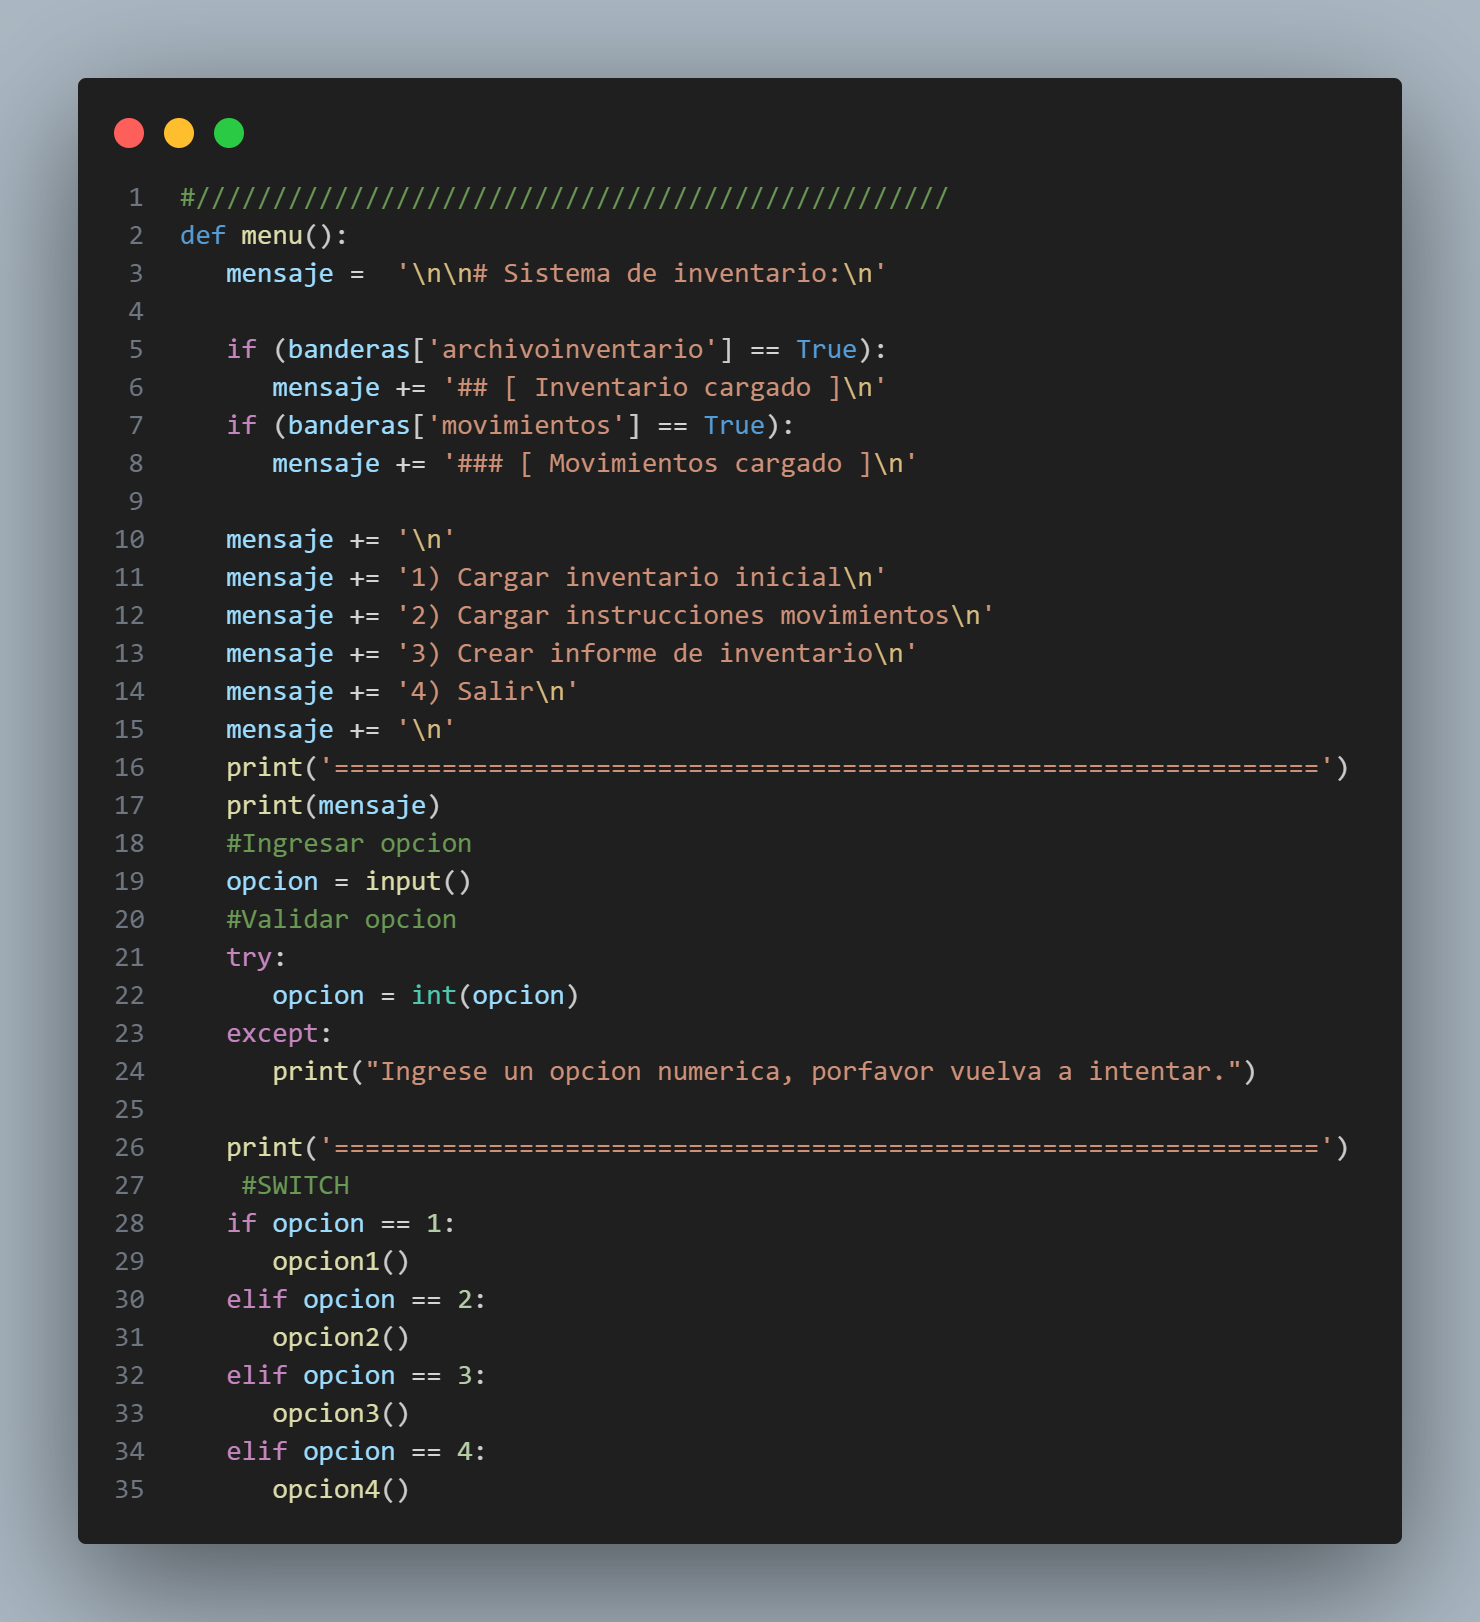 1 #/////////////////////////////////////////////////
2 def menu():
3    mensaje =  '\n\n# Sistema de inventario:\n'
4
5    if (banderas['archivoinventario'] == True):
6       mensaje += '## [ Inventario cargado ]\n'
7    if (banderas['movimientos'] == True):
8       mensaje += '### [ Movimientos cargado ]\n'
9
10    mensaje += '\n'
11    mensaje += '1) Cargar inventario inicial\n'
12    mensaje += '2) Cargar instrucciones movimientos\n'
13    mensaje += '3) Crear informe de inventario\n'
14    mensaje += '4) Salir\n'
15    mensaje += '\n'
16    print('================================================================')
17    print(mensaje)
18    #Ingresar opcion
19    opcion = input()
20    #Validar opcion
21    try:
22       opcion = int(opcion)
23    except:
24       print("Ingrese un opcion numerica, porfavor vuelva a intentar.")
25
26    print('================================================================')
27     #SWITCH
28    if opcion == 1:
29       opcion1()
30    elif opcion == 2:
31       opcion2()
32    elif opcion == 3:
33       opcion3()
34    elif opcion == 4:
35       opcion4()